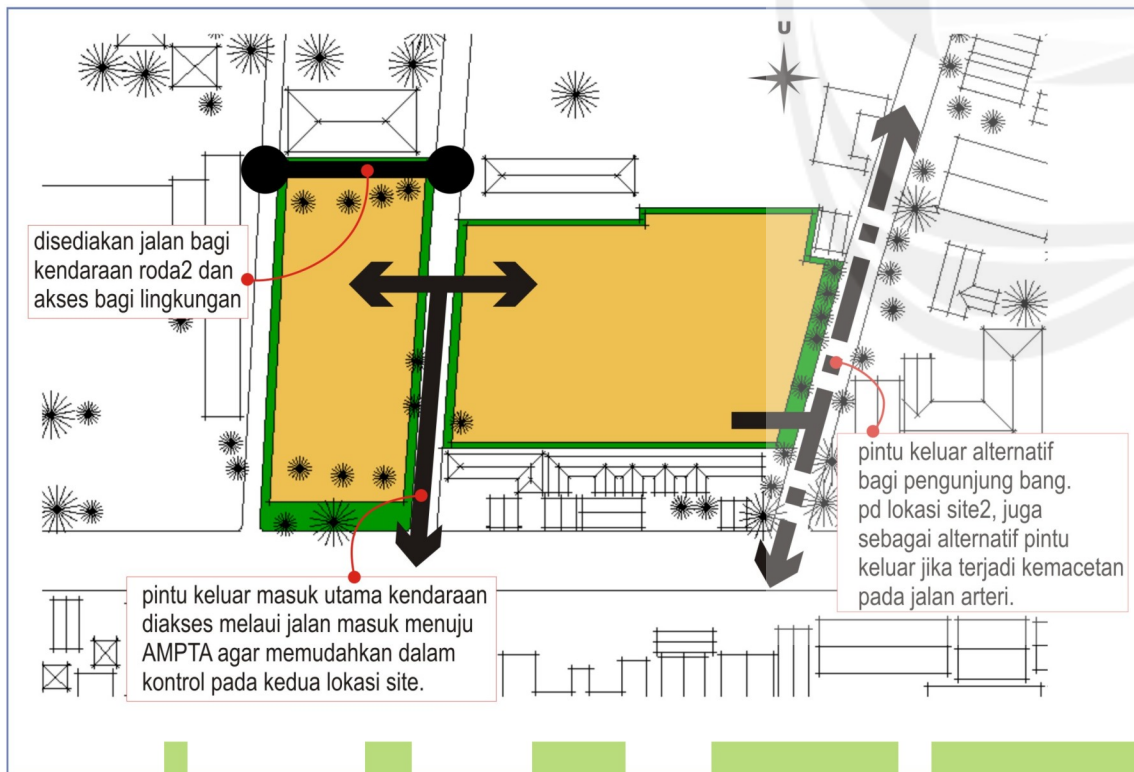 U
disediakan jalan bagi
kendaraan roda2 dan
akses bagi lingkungan
pintu keluar alternatif
bagi pengunjung bang.
pd lokasi site2, juga
sebagai alternatif pintu
keluar jika terjadi kemacetan
pada jalan arteri.
pintu keluar masuk utama kendaraan
diakses melaui jalan masuk menuju
AMPTA agar memudahkan dalam
kontrol pada kedua lokasi site.